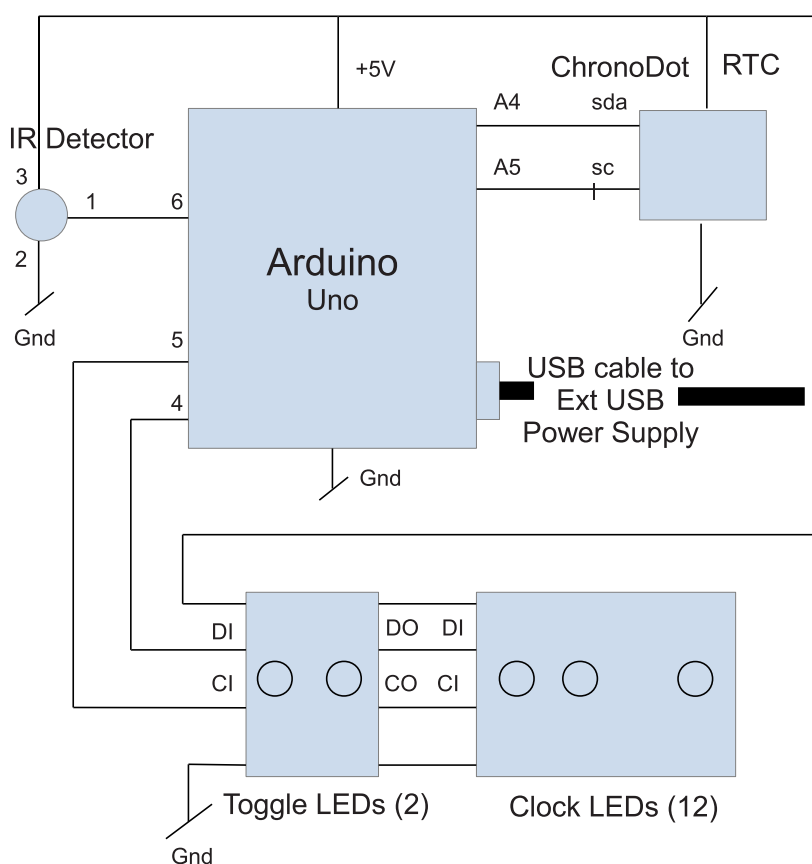 +5V
ChronoDot
RTC
A4
sda
IR Detector
3
A5
sc
1
6
2
Arduino
Uno
Gnd
Gnd
5
USB cable to
Ext USB
Power Supply
4
Gnd
DI
DO
DI
CI
CO
CI
Toggle LEDs (2)
Clock LEDs (12)
Gnd